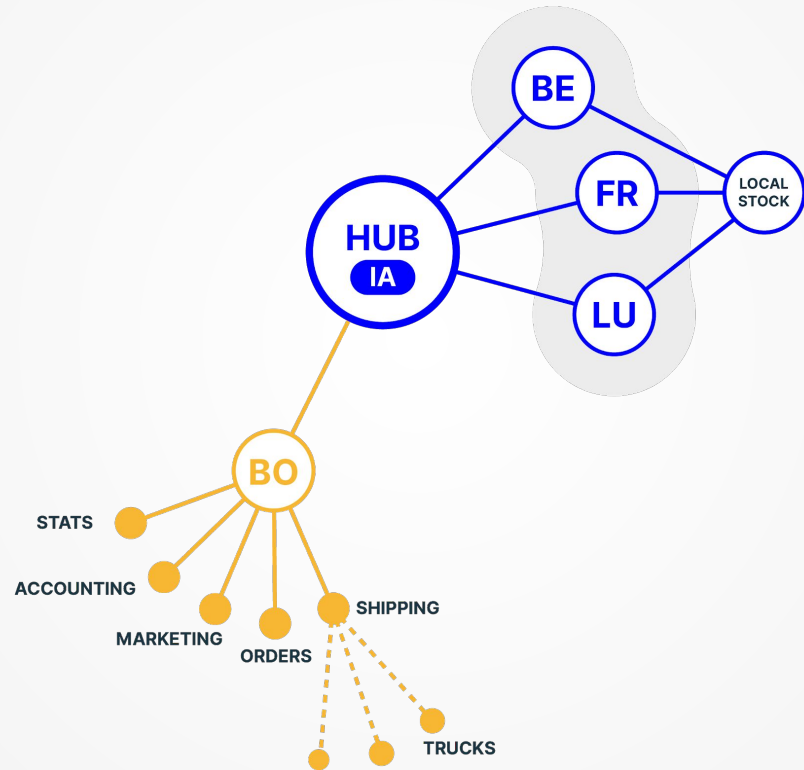 BE
FR
LOCAL
STOCK
HUB
IA
LU
BO
STATS
ACCOUNTING
MARKETING
ORDERS
SHIPPING
TRUCKS